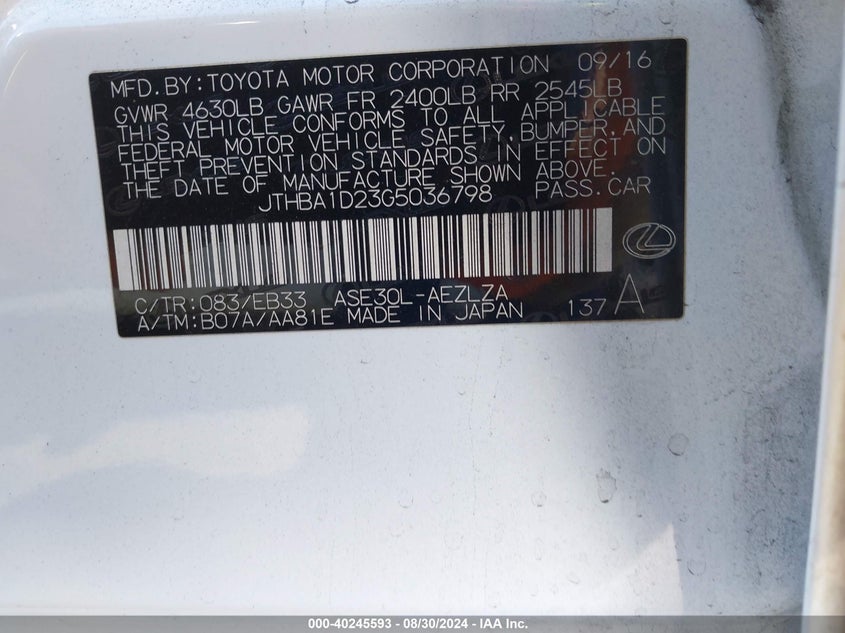 MFD.BY:TOYOTA MOTOR CORPORATION 09/16
GVWR 4630LB GAWR FR 2400LB RR 2545LB
THIS VEHICLE CONFORMS TO ALL APPLICABLE
FEDERAL MOTOR VEHICLE SAFETY,BUMPER,AND
THEFT PREVENTION STANDARDS IN EFFECT ON
THE DATE OF MANUFACTURE SHOWN ABOVE.
JTHBA1D23G5036798 PASS.CAR
C/TR:083/EB33 ASE30L-AEZLZA
A/TM:B07A/AA81E MADE IN JAPAN 137 A
000-40245593 - 08/30/2024 - IAA Inc.